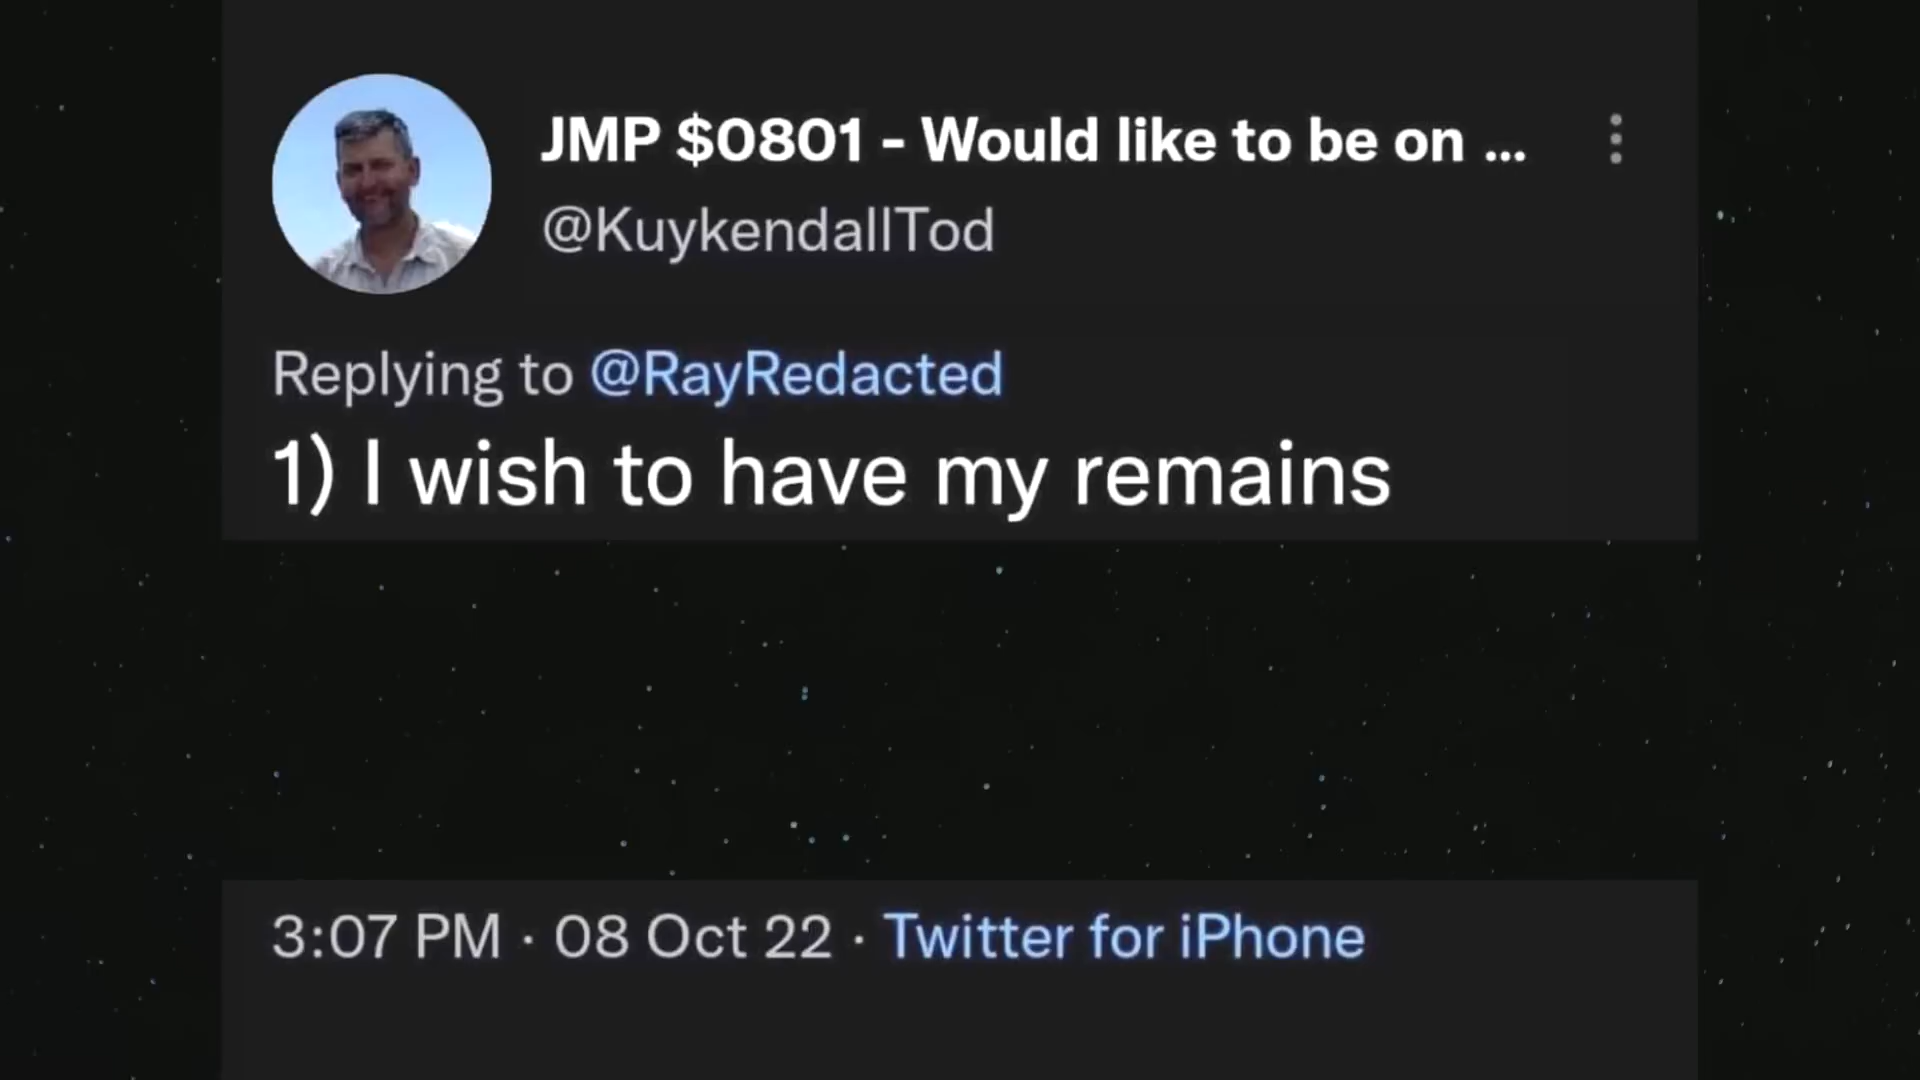 JMP $0801 - Would like to be on ...
@KuykendallTod
Replying to @RayRedacted
1) I wish to have my remains
3:07 PM · 08 Oct 22 · Twitter for iPhone